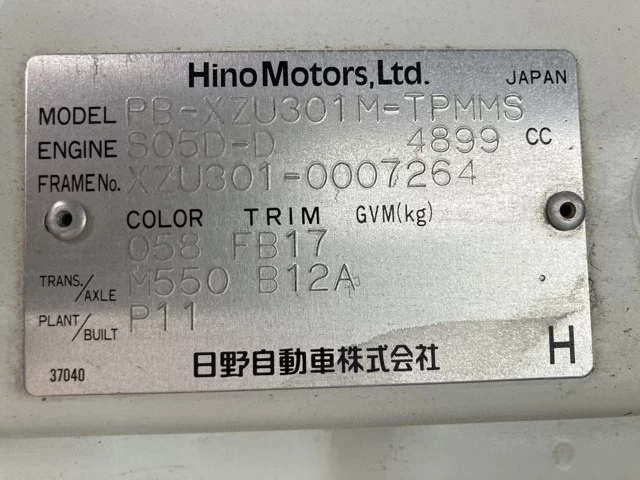 Hino Motors, Ltd. JAPAN
MODEL PB-XZU301M-TPMMS
ENGINE S05D-D 4899 CC
FRAME No. XZU301-0007264
COLOR TRIM GVM(kg)
058 FB17
TRANS./AXLE M550 B12A
PLANT/BUILT P11
37040 日野自動車株式会社 H